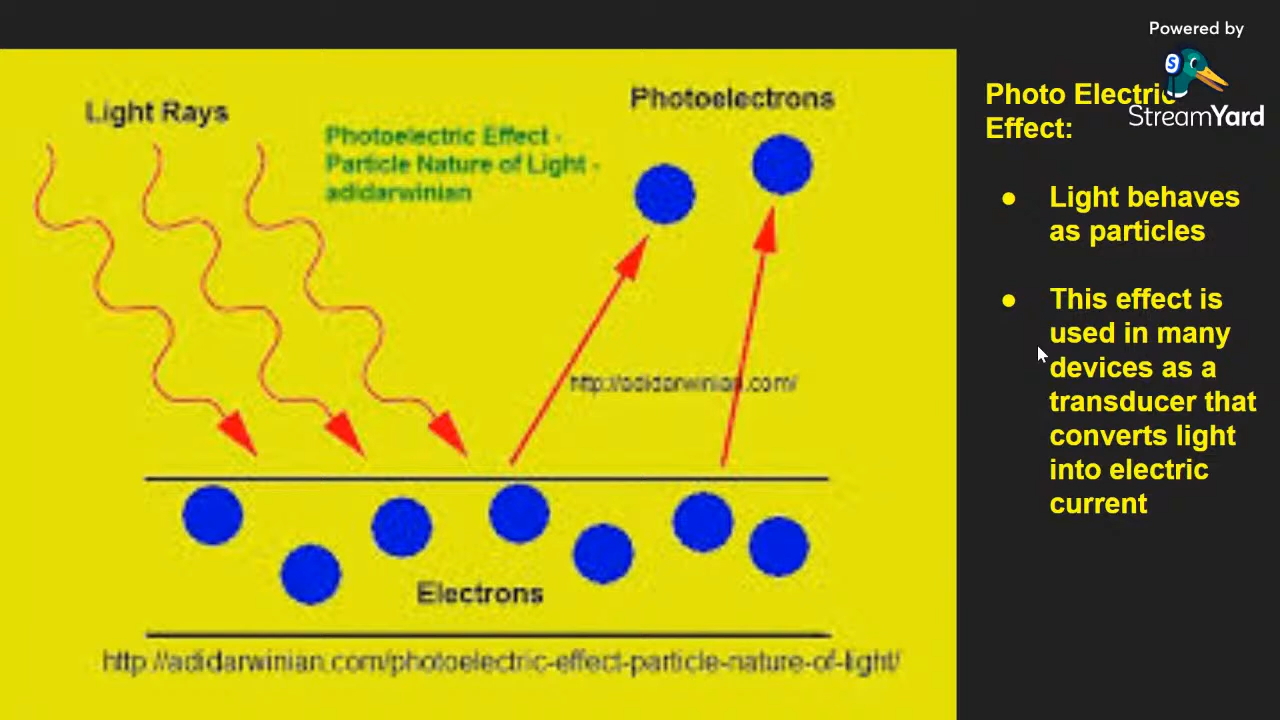 Powered by
StreamYard
Light Rays
Photoelectric Effect -
Particle Nature of Light -
adidarwinian
Photoelectrons
http://adidarwinian.com/
Electrons
http://adidarwinian.com/photoelectric-effect-particle-nature-of-light/
Photo Electric
Effect:
● Light behaves
as particles
● This effect is
used in many
devices as a
transducer that
converts light
into electric
current